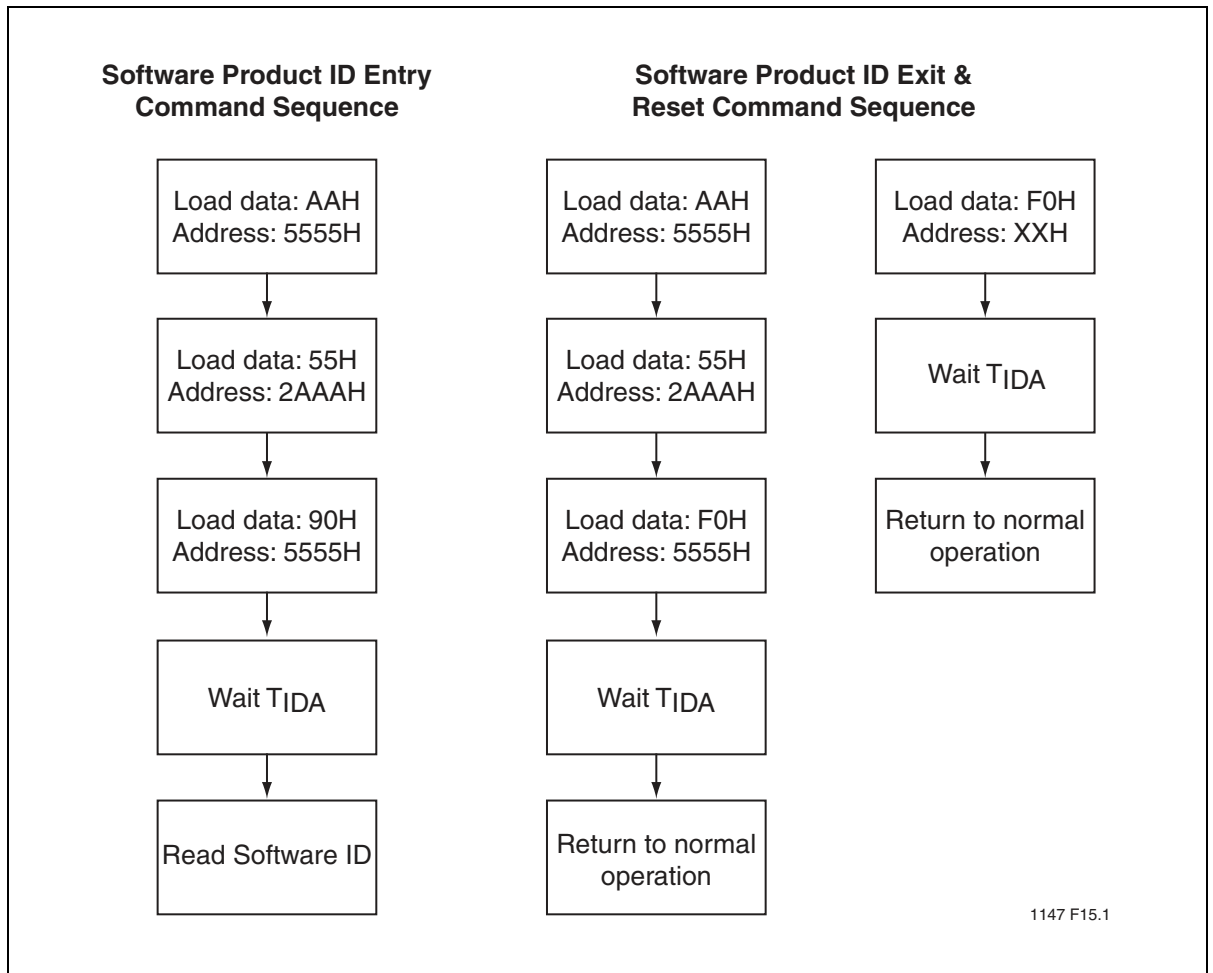 Software Product ID Entry
Command Sequence
Load data: AAH
Address: 5555H
Load data: 55H
Address: 2AAAH
Load data: 90H
Address: 5555H
Wait TIDA
Read Software ID
Software Product ID Exit &
Reset Command Sequence
Load data: AAH
Address: 5555H
Load data: 55H
Address: 2AAAH
Load data: F0H
Address: 5555H
Wait TIDA
Return to normal
operation
Load data: F0H
Address: XXH
Wait TIDA
Return to normal
operation
1147 F15.1